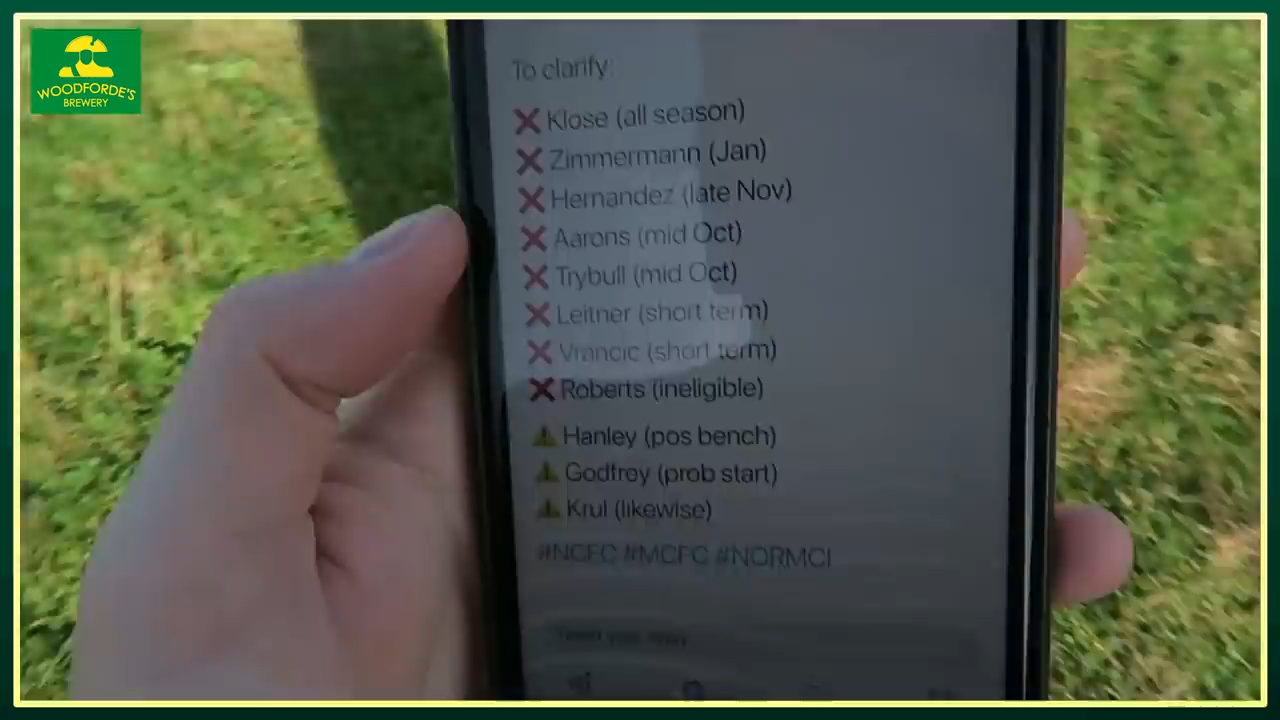 WOODFORDE'S
BREWERY
To clarify:
❌ Klose (all season)
❌ Zimmermann (Jan)
❌ Hernandez (late Nov)
❌ Aarons (mid Oct)
❌ Trybull (mid Oct)
❌ Leitner (short term)
❌ Vrancic (short term)
❌ Roberts (ineligible)
⚠️ Hanley (pos bench)
⚠️ Godfrey (prob start)
⚠️ Krul (likewise)
#NCFC #MCFC #NORMCI